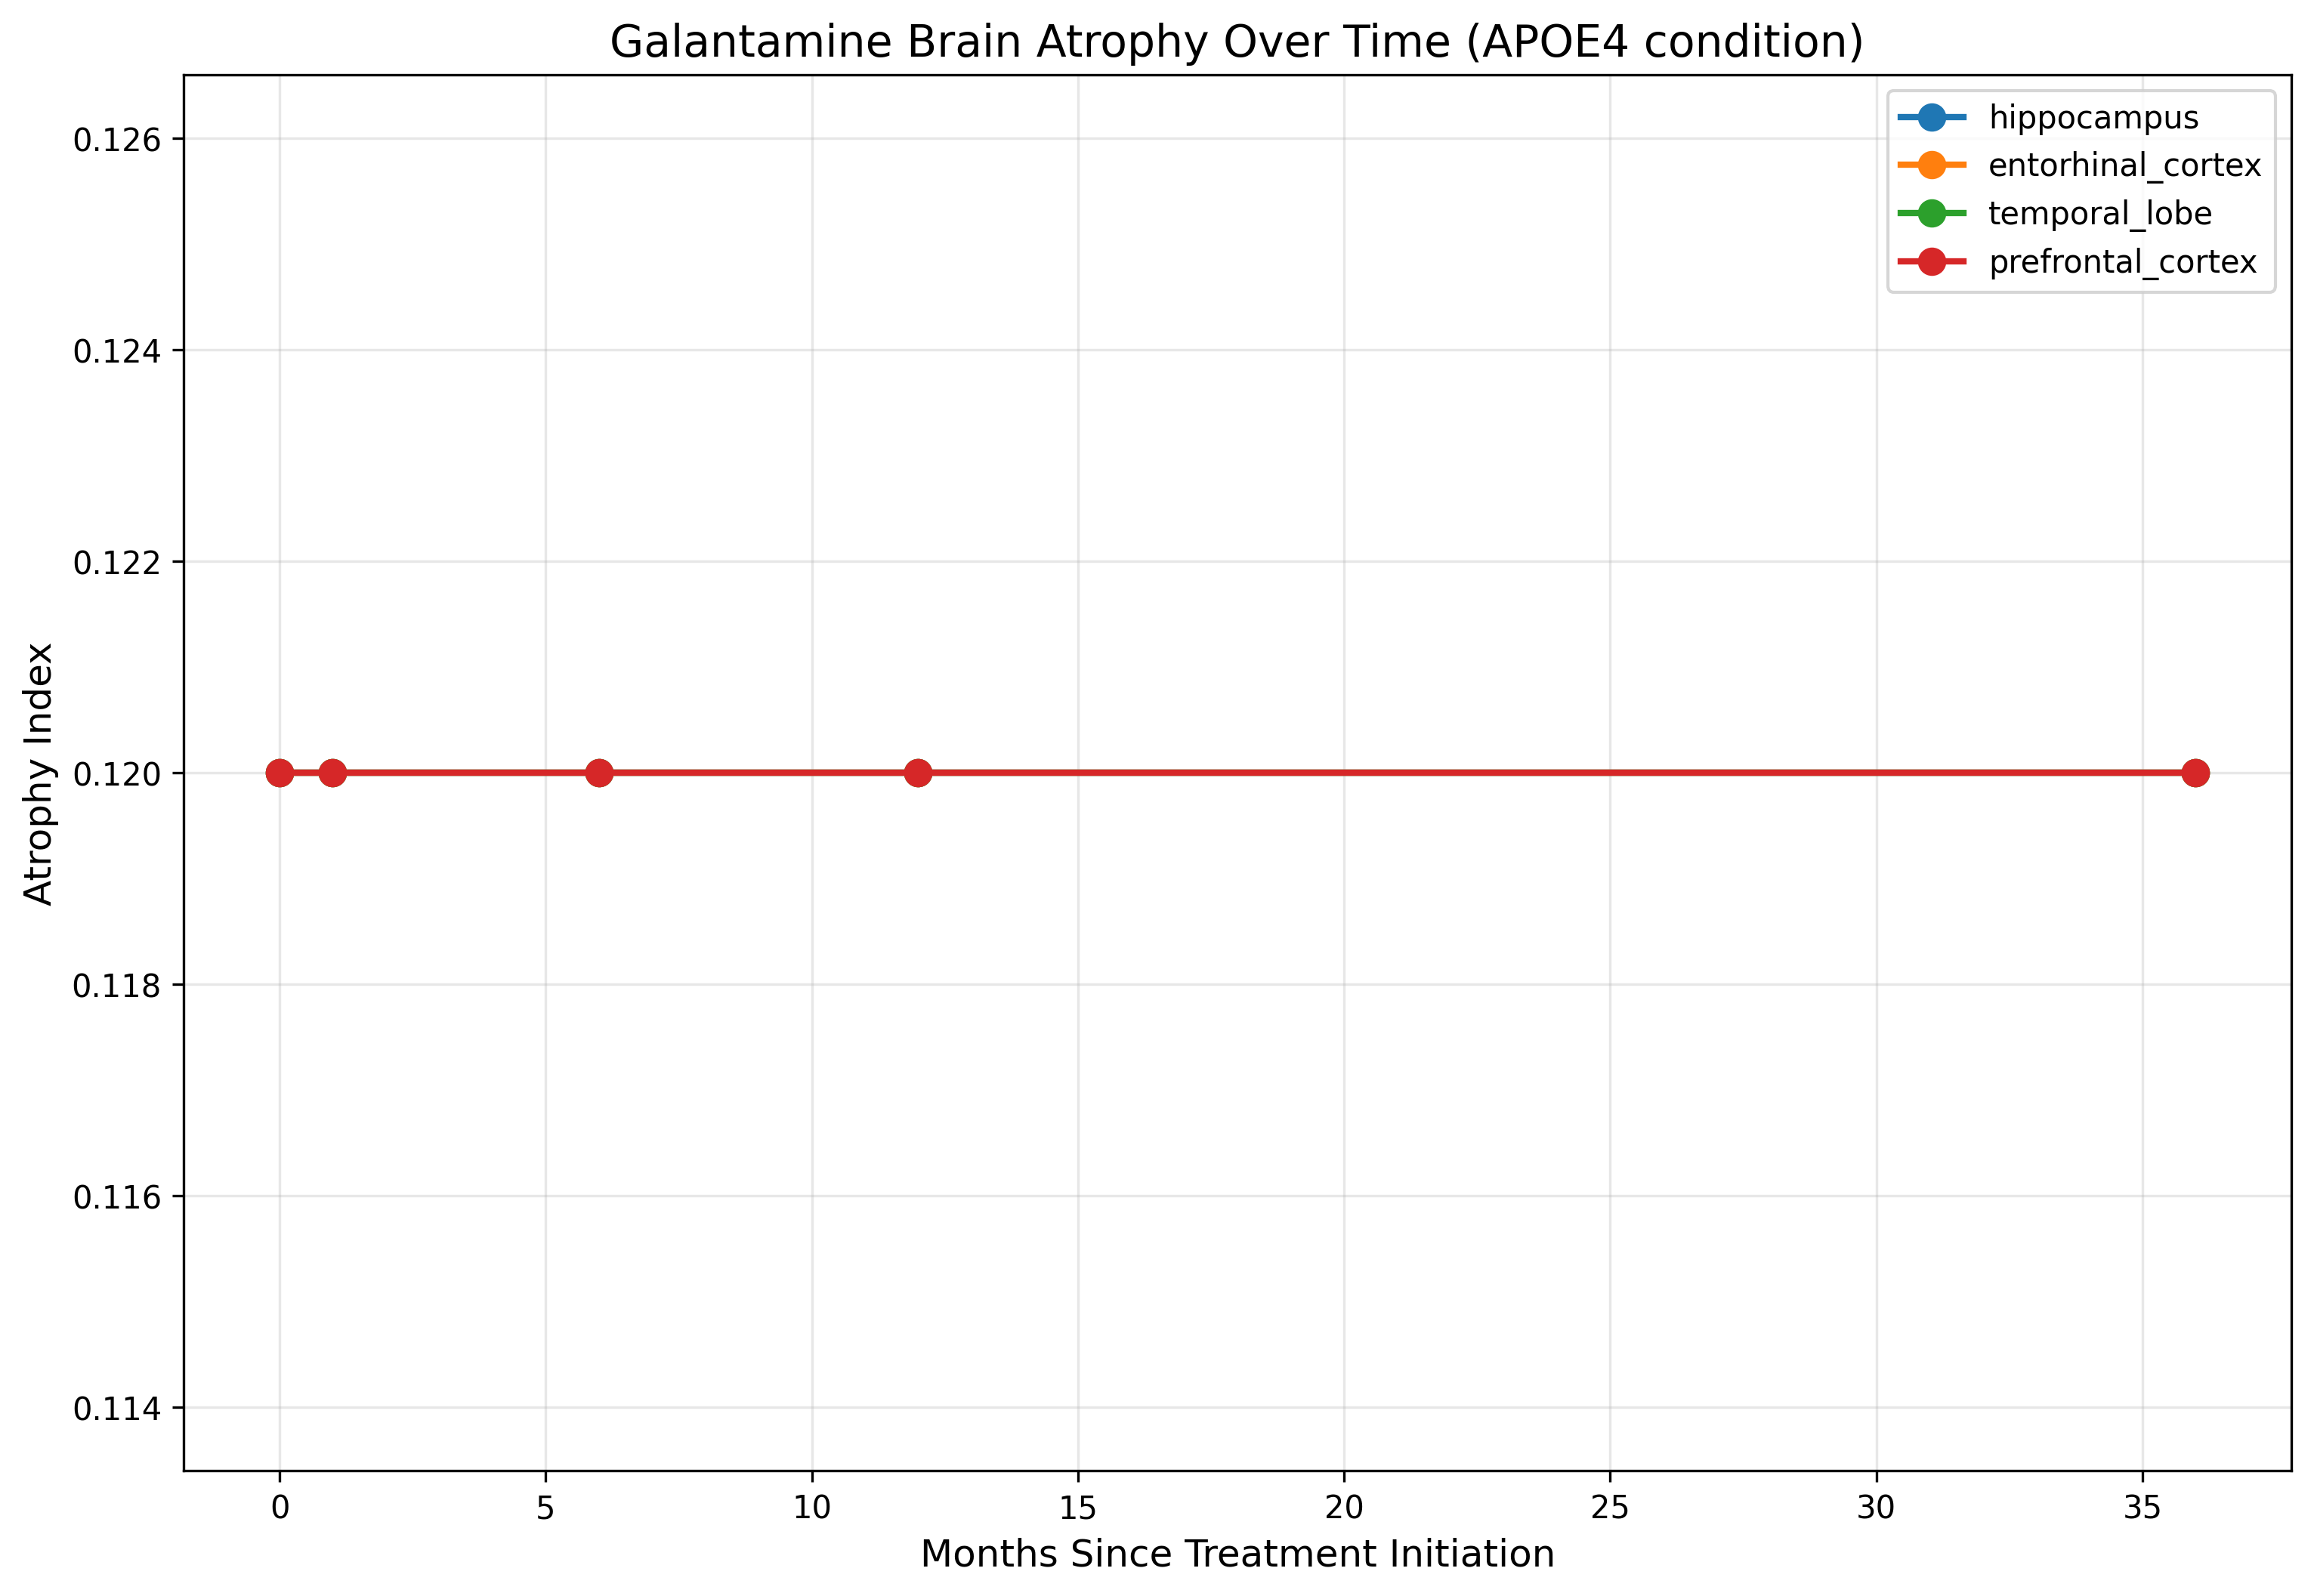 Galantamine Brain Atrophy Over Time (APOE4 condition)
hippocampus
entorhinal_cortex
temporal_lobe
prefrontal_cortex
Atrophy Index
0.126
0.124
0.122
0.120
0.118
0.116
0.114
0 5 10 15 20 25 30 35
Months Since Treatment Initiation